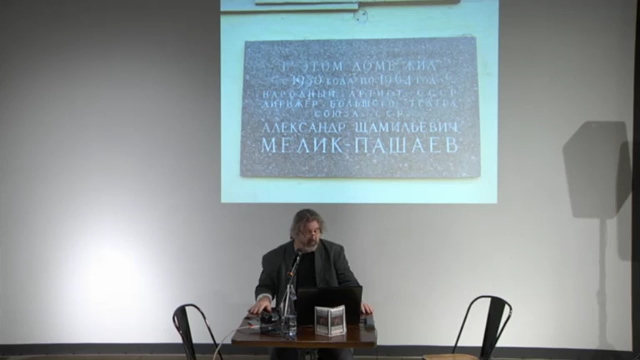 В ЭТОМ ДОМЕ ЖИЛ
С 1930 ГОДА ПО 1964 ГОД
НАРОДНЫЙ АРТИСТ СССР
ДИРИЖЕР БОЛЬШОГО ТЕАТРА
СОЮЗА ССР
АЛЕКСАНДР ШАМИЛЬЕВИЧ
МЕЛИК-ПАШАЕВ